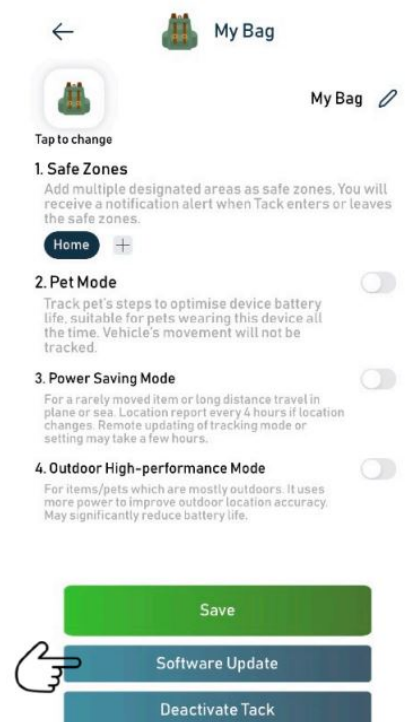 My Bag
My Bag
Tap to change
1. Safe Zones
Add multiple designated areas as safe zones. You will
receive a notification alert when Tack enters or leaves
the safe zones.
Home +
2. Pet Mode
Track pet's steps to optimise device battery
life, suitable for pets wearing this device all
the time. Vehicle's movement will not be
tracked.
3. Power Saving Mode
For a rarely moved item or long distance travel in
plane or sea. Location report every 4 hours if location
changes. Remote updating of tracking mode or
setting may take a few hours.
4. Outdoor High-performance Mode
For items/pets which are mostly outdoors. It uses
more power to improve outdoor location accuracy.
May significantly reduce battery life.
Save
Software Update
Deactivate Tack